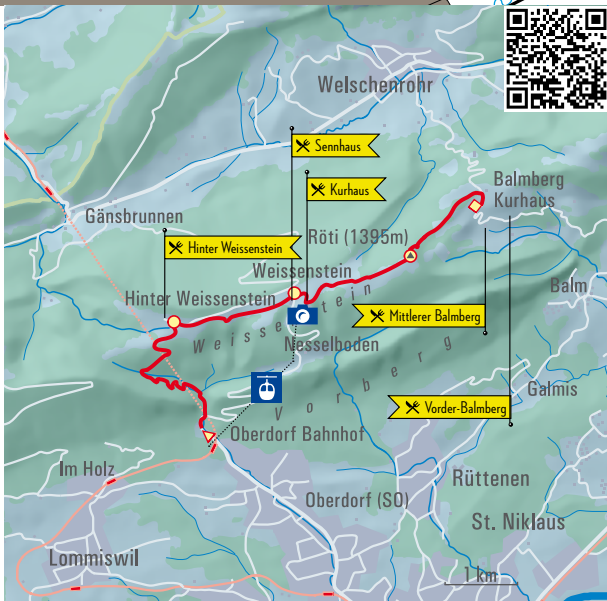 Welschenrohr
Sennhaus
Kurhaus
Balmberg
Kurhaus
Gänsbrunnen
Hinter Weissenstein
Röti (1395m)
Weissenstein
Hinter Weissenstein
Balm
Mittlerer Balmberg
Weissenstein
Nesselboden
Vorberg
Galmis
Vorder-Balmberg
Oberdorf Bahnhof
Im Holz
Rüttenen
Oberdorf (SO)
St. Niklaus
Lommiswil
1 km